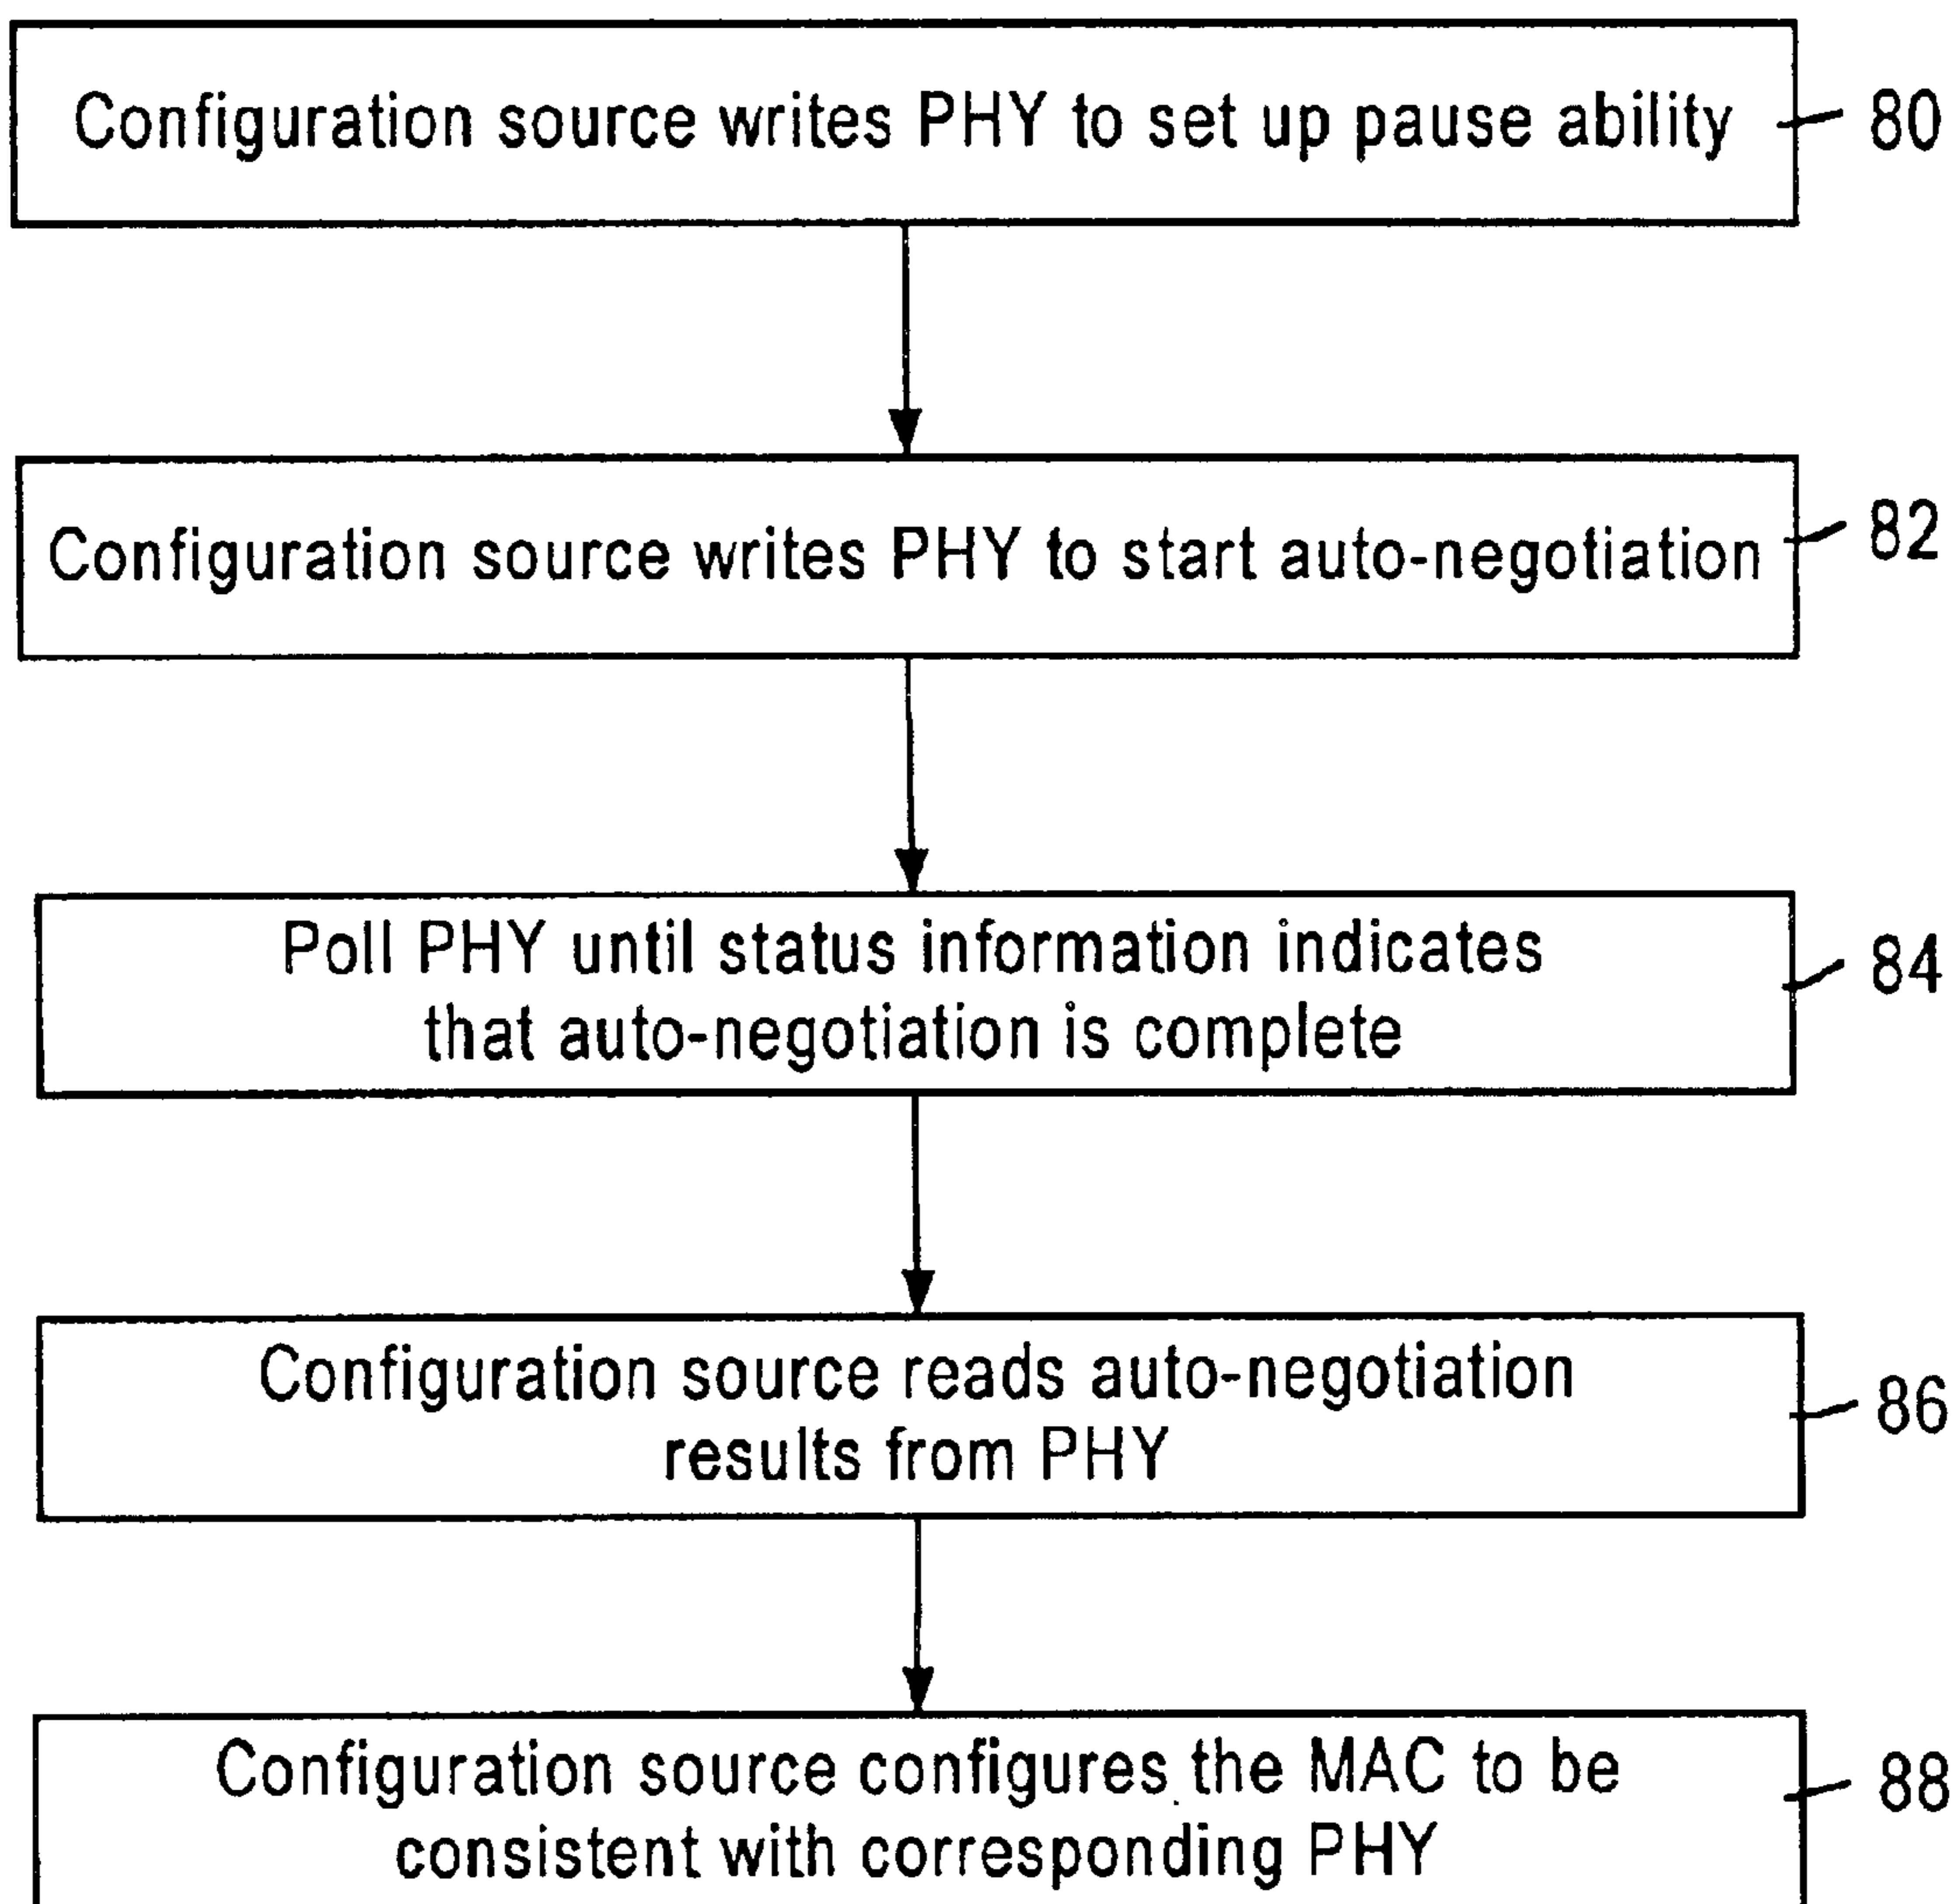 Configuration source writes PHY to set up pause ability
80
Configuration source writes PHY to start auto-negotiation
82
Poll PHY until status information indicates
that auto-negotiation is complete
84
Configuration source reads auto-negotiation
results from PHY
86
Configuration source configures the MAC to be
consistent with corresponding PHY
88